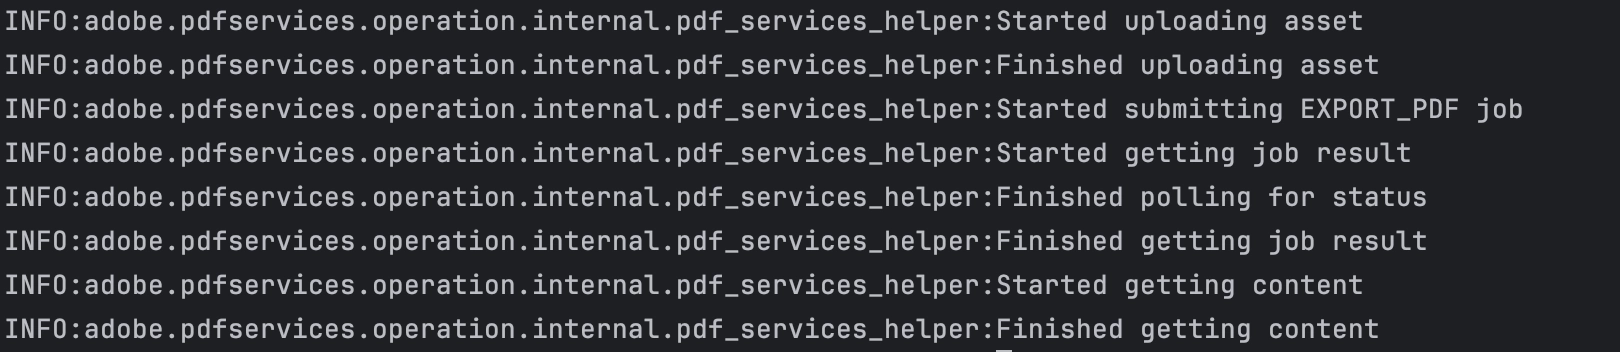 INFO:adobe.pdfservices.operation.internal.pdf_services_helper:Started uploading asset
INFO:adobe.pdfservices.operation.internal.pdf_services_helper:Finished uploading asset
INFO:adobe.pdfservices.operation.internal.pdf_services_helper:Started submitting EXPORT_PDF job
INFO:adobe.pdfservices.operation.internal.pdf_services_helper:Started getting job result
INFO:adobe.pdfservices.operation.internal.pdf_services_helper:Finished polling for status
INFO:adobe.pdfservices.operation.internal.pdf_services_helper:Finished getting job result
INFO:adobe.pdfservices.operation.internal.pdf_services_helper:Started getting content
INFO:adobe.pdfservices.operation.internal.pdf_services_helper:Finished getting content